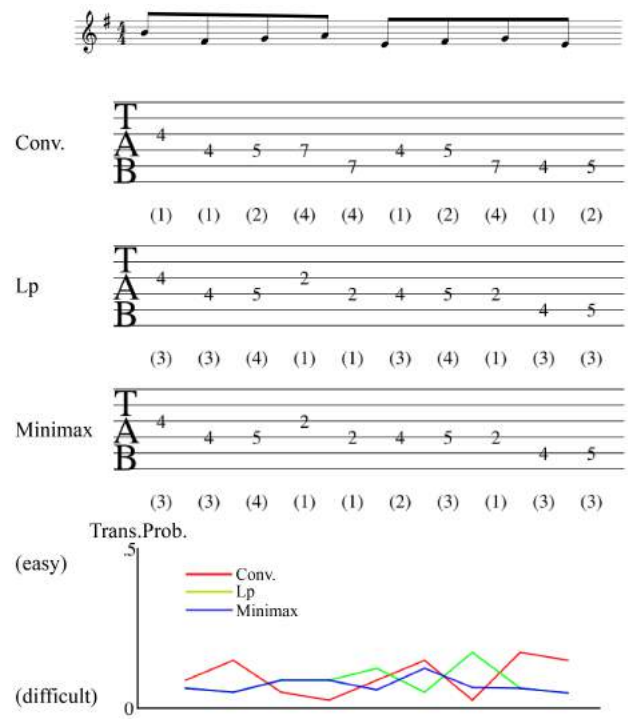 4
4
Conv.
T
A
B
4 4 5 7 7 4 5 7 4 5
(1) (1) (2) (4) (4) (1) (2) (4) (1) (2)
Lp
T
A
B
4 4 5 2 2 4 5 2 4 5
(3) (3) (4) (1) (1) (3) (4) (1) (3) (3)
Minimax
T
A
B
4 4 5 2 2 4 5 2 4 5
(3) (3) (4) (1) (1) (2) (3) (1) (3) (3)
Trans.Prob.
.5
(easy)
Conv.
Lp
Minimax
(difficult)
0